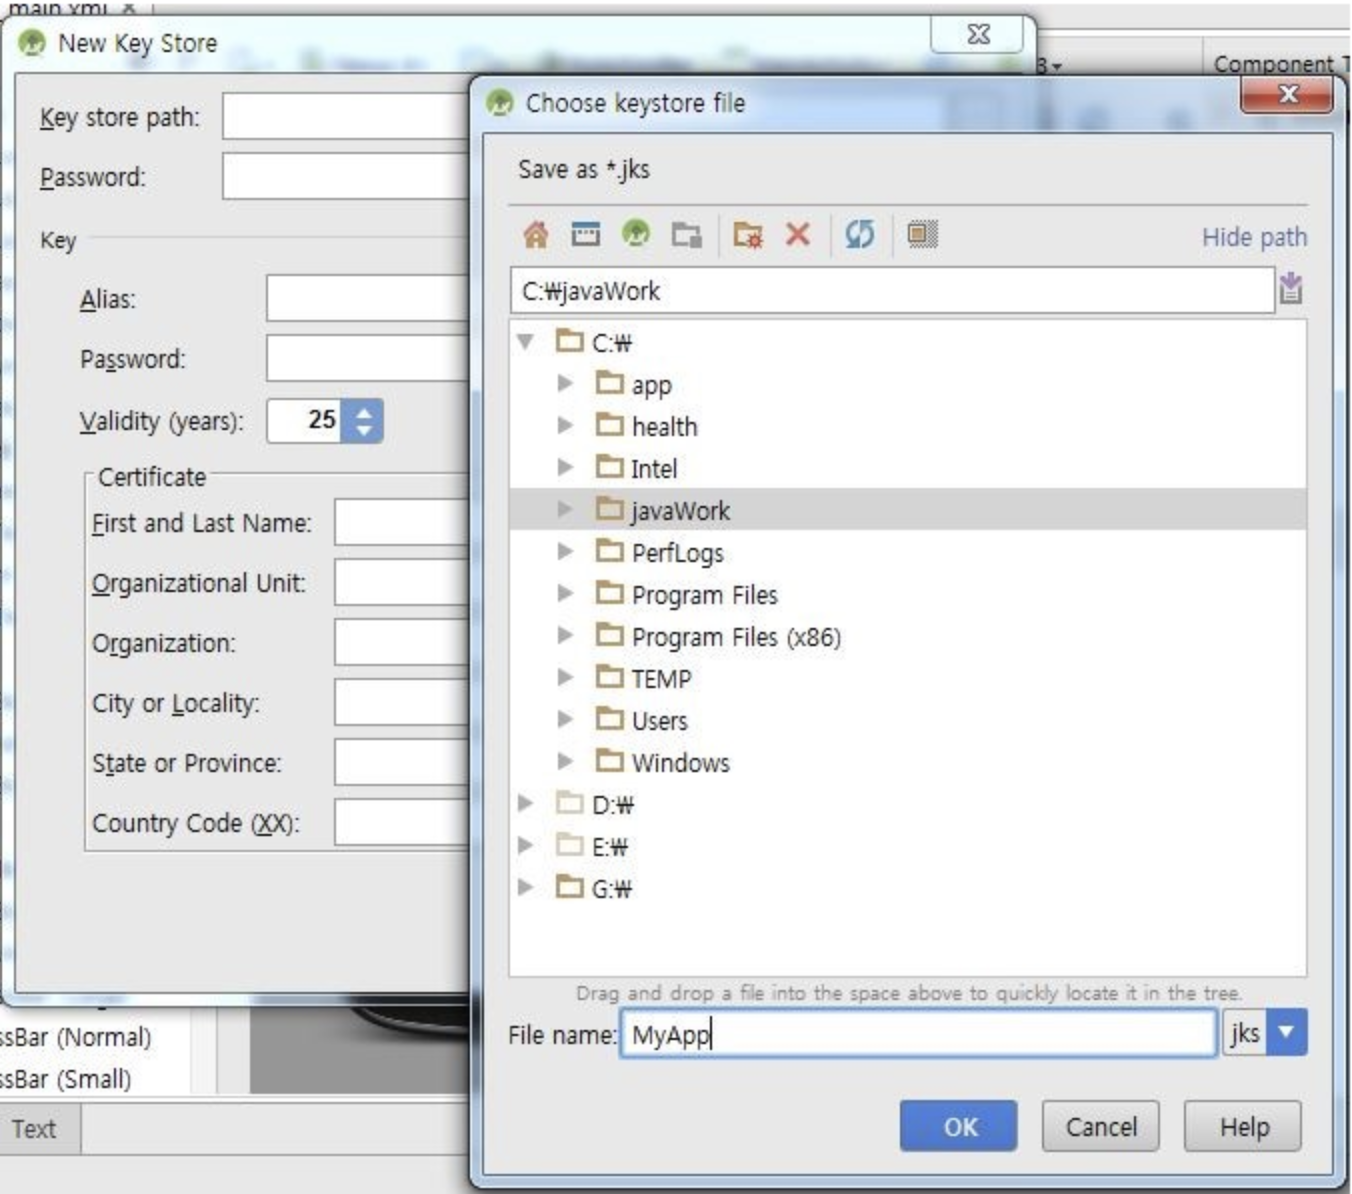 main.xml
New Key Store
Key store path:
Password:
Key
Alias:
Password:
Validity (years): 25
Certificate
First and Last Name:
Organizational Unit:
Organization:
City or Locality:
State or Province:
Country Code (XX):
ssBar (Normal)
ssBar (Small)
Text
Component T
Choose keystore file
Save as *.jks
Hide path
C:₩javaWork
C:₩
app
health
Intel
javaWork
PerfLogs
Program Files
Program Files (x86)
TEMP
Users
Windows
D:₩
E:₩
G:₩
Drag and drop a file into the space above to quickly locate it in the tree.
File name: MyApp jks
OK Cancel Help